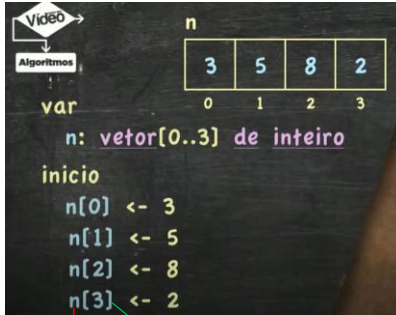 Vídeo
Algoritmos
n
3 5 8 2
0 1 2 3
var
n: vetor[0..3] de inteiro
inicio
n[0] <- 3
n[1] <- 5
n[2] <- 8
n[3] <- 2